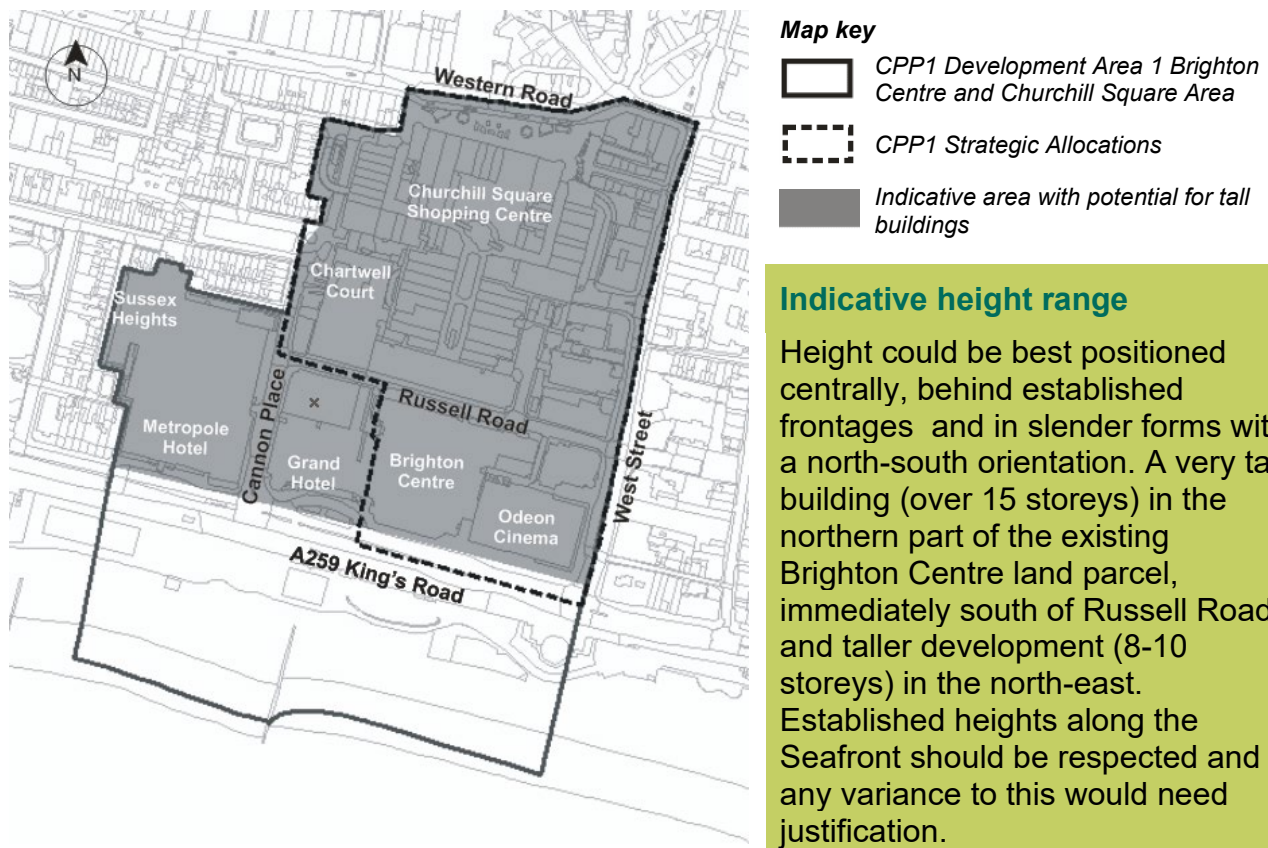 N
Western Road
Churchill Square
Shopping Centre
Chartwell
Court
Sussex
Heights
Russell Road
Metropole
Hotel
Cannon Place
Grand
Hotel
Brighton
Centre
Odeon
Cinema
West Street
A259 King's Road
Map key
CPP1 Development Area 1 Brighton
Centre and Churchill Square Area
CPP1 Strategic Allocations
Indicative area with potential for tall
buildings
Indicative height range
Height could be best positioned
centrally, behind established
frontages and in slender forms wit
a north-south orientation. A very ta
building (over 15 storeys) in the
northern part of the existing
Brighton Centre land parcel,
immediately south of Russell Road
and taller development (8-10
storeys) in the north-east.
Established heights along the
Seafront should be respected and
any variance to this would need
justification.